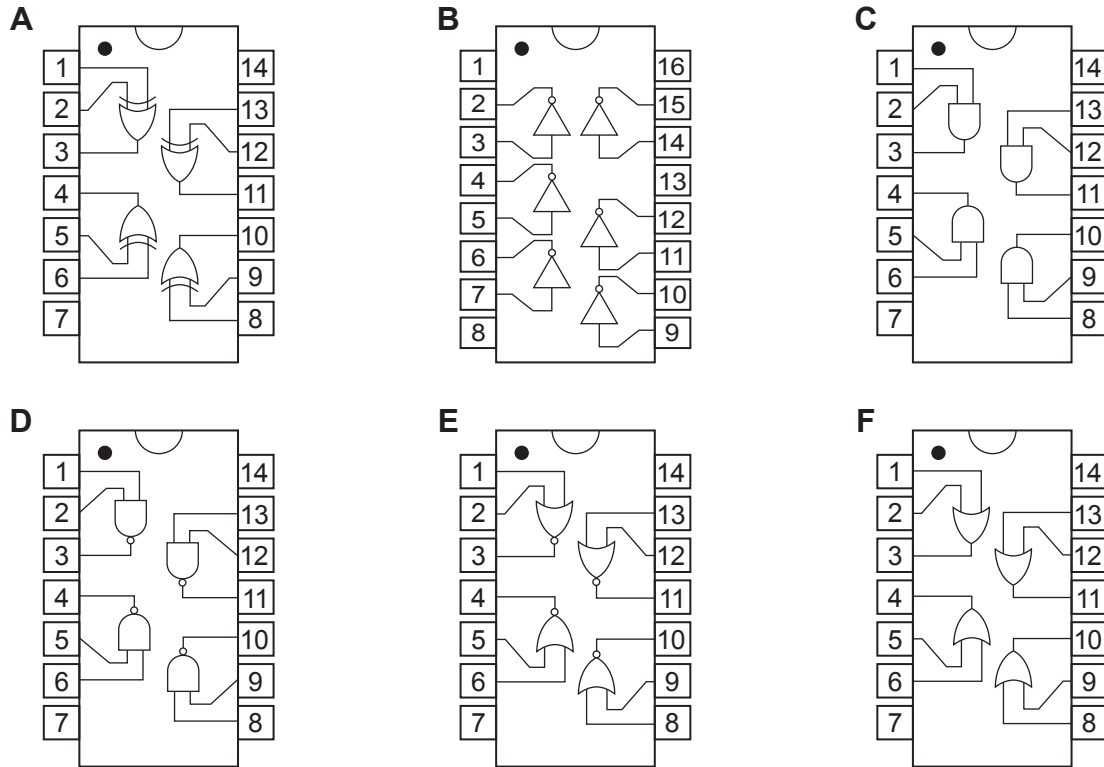 A B C
1 14 1 16 1 14
2 13 2 15 2 13
3 12 3 14 3 12
4 11 4 13 4 11
5 10 5 12 5 10
6 9 6 11 6 9
7 8 7 10 7 8
8 9
D E F
1 14 1 14 1 14
2 13 2 13 2 13
3 12 3 12 3 12
4 11 4 11 4 11
5 10 5 10 5 10
6 9 6 9 6 9
7 8 7 8 7 8